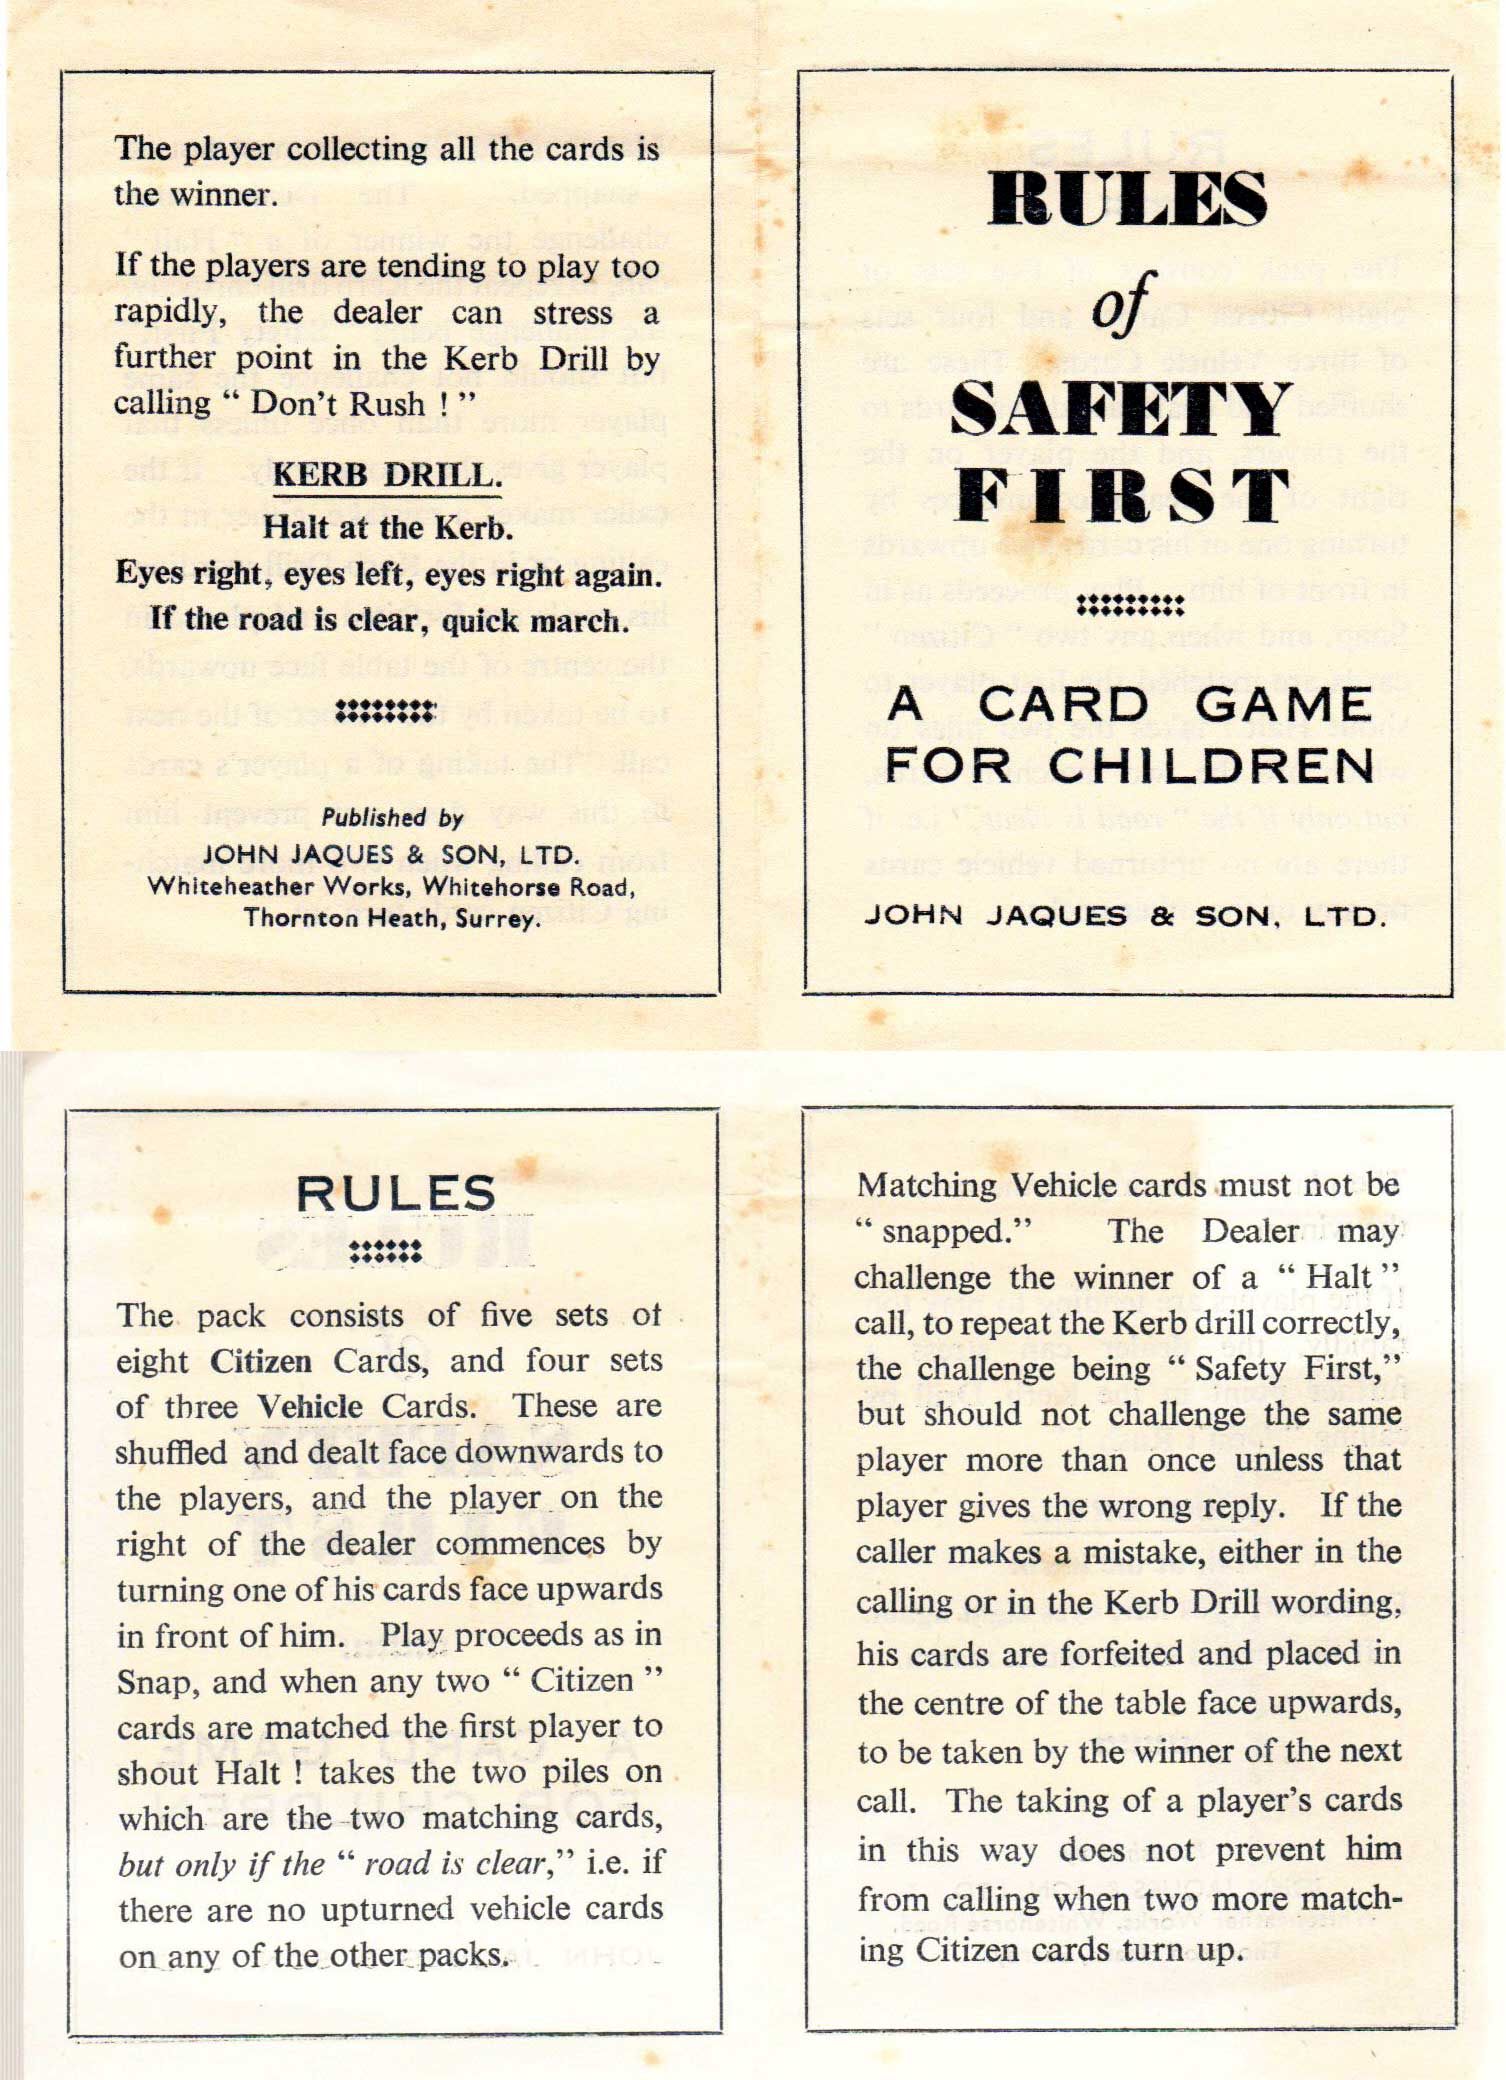 The player collecting all the cards is
the winner.
If the players are tending to play too
rapidly, the dealer can stress a
further point in the Kerb Drill by
calling “ Don't Rush ! ”
KERB DRILL.
Halt at the Kerb.
Eyes right, eyes left, eyes right again.
If the road is clear, quick march.
Published by
JOHN JAQUES & SON, LTD.
Whiteheather Works, Whitehorse Road,
Thornton Heath, Surrey.
RULES
of
SAFETY
FIRST
A CARD GAME
FOR CHILDREN
JOHN JAQUES & SON, LTD.
RULES
The pack consists of five sets of
eight Citizen Cards, and four sets
of three Vehicle Cards. These are
shuffled and dealt face downwards to
the players, and the player on the
right of the dealer commences by
turning one of his cards face upwards
in front of him. Play proceeds as in
Snap, and when any two “ Citizen ”
cards are matched the first player to
shout Halt ! takes the two piles on
which are the two matching cards,
but only if the “ road is clear,” i.e. if
there are no upturned vehicle cards
on any of the other packs.
Matching Vehicle cards must not be
“ snapped.” The Dealer may
challenge the winner of a “ Halt ”
call, to repeat the Kerb drill correctly,
the challenge being “ Safety First,”
but should not challenge the same
player more than once unless that
player gives the wrong reply. If the
caller makes a mistake, either in the
calling or in the Kerb Drill wording,
his cards are forfeited and placed in
the centre of the table face upwards,
to be taken by the winner of the next
call. The taking of a player's cards
in this way does not prevent him
from calling when two more match-
ing Citizen cards turn up.